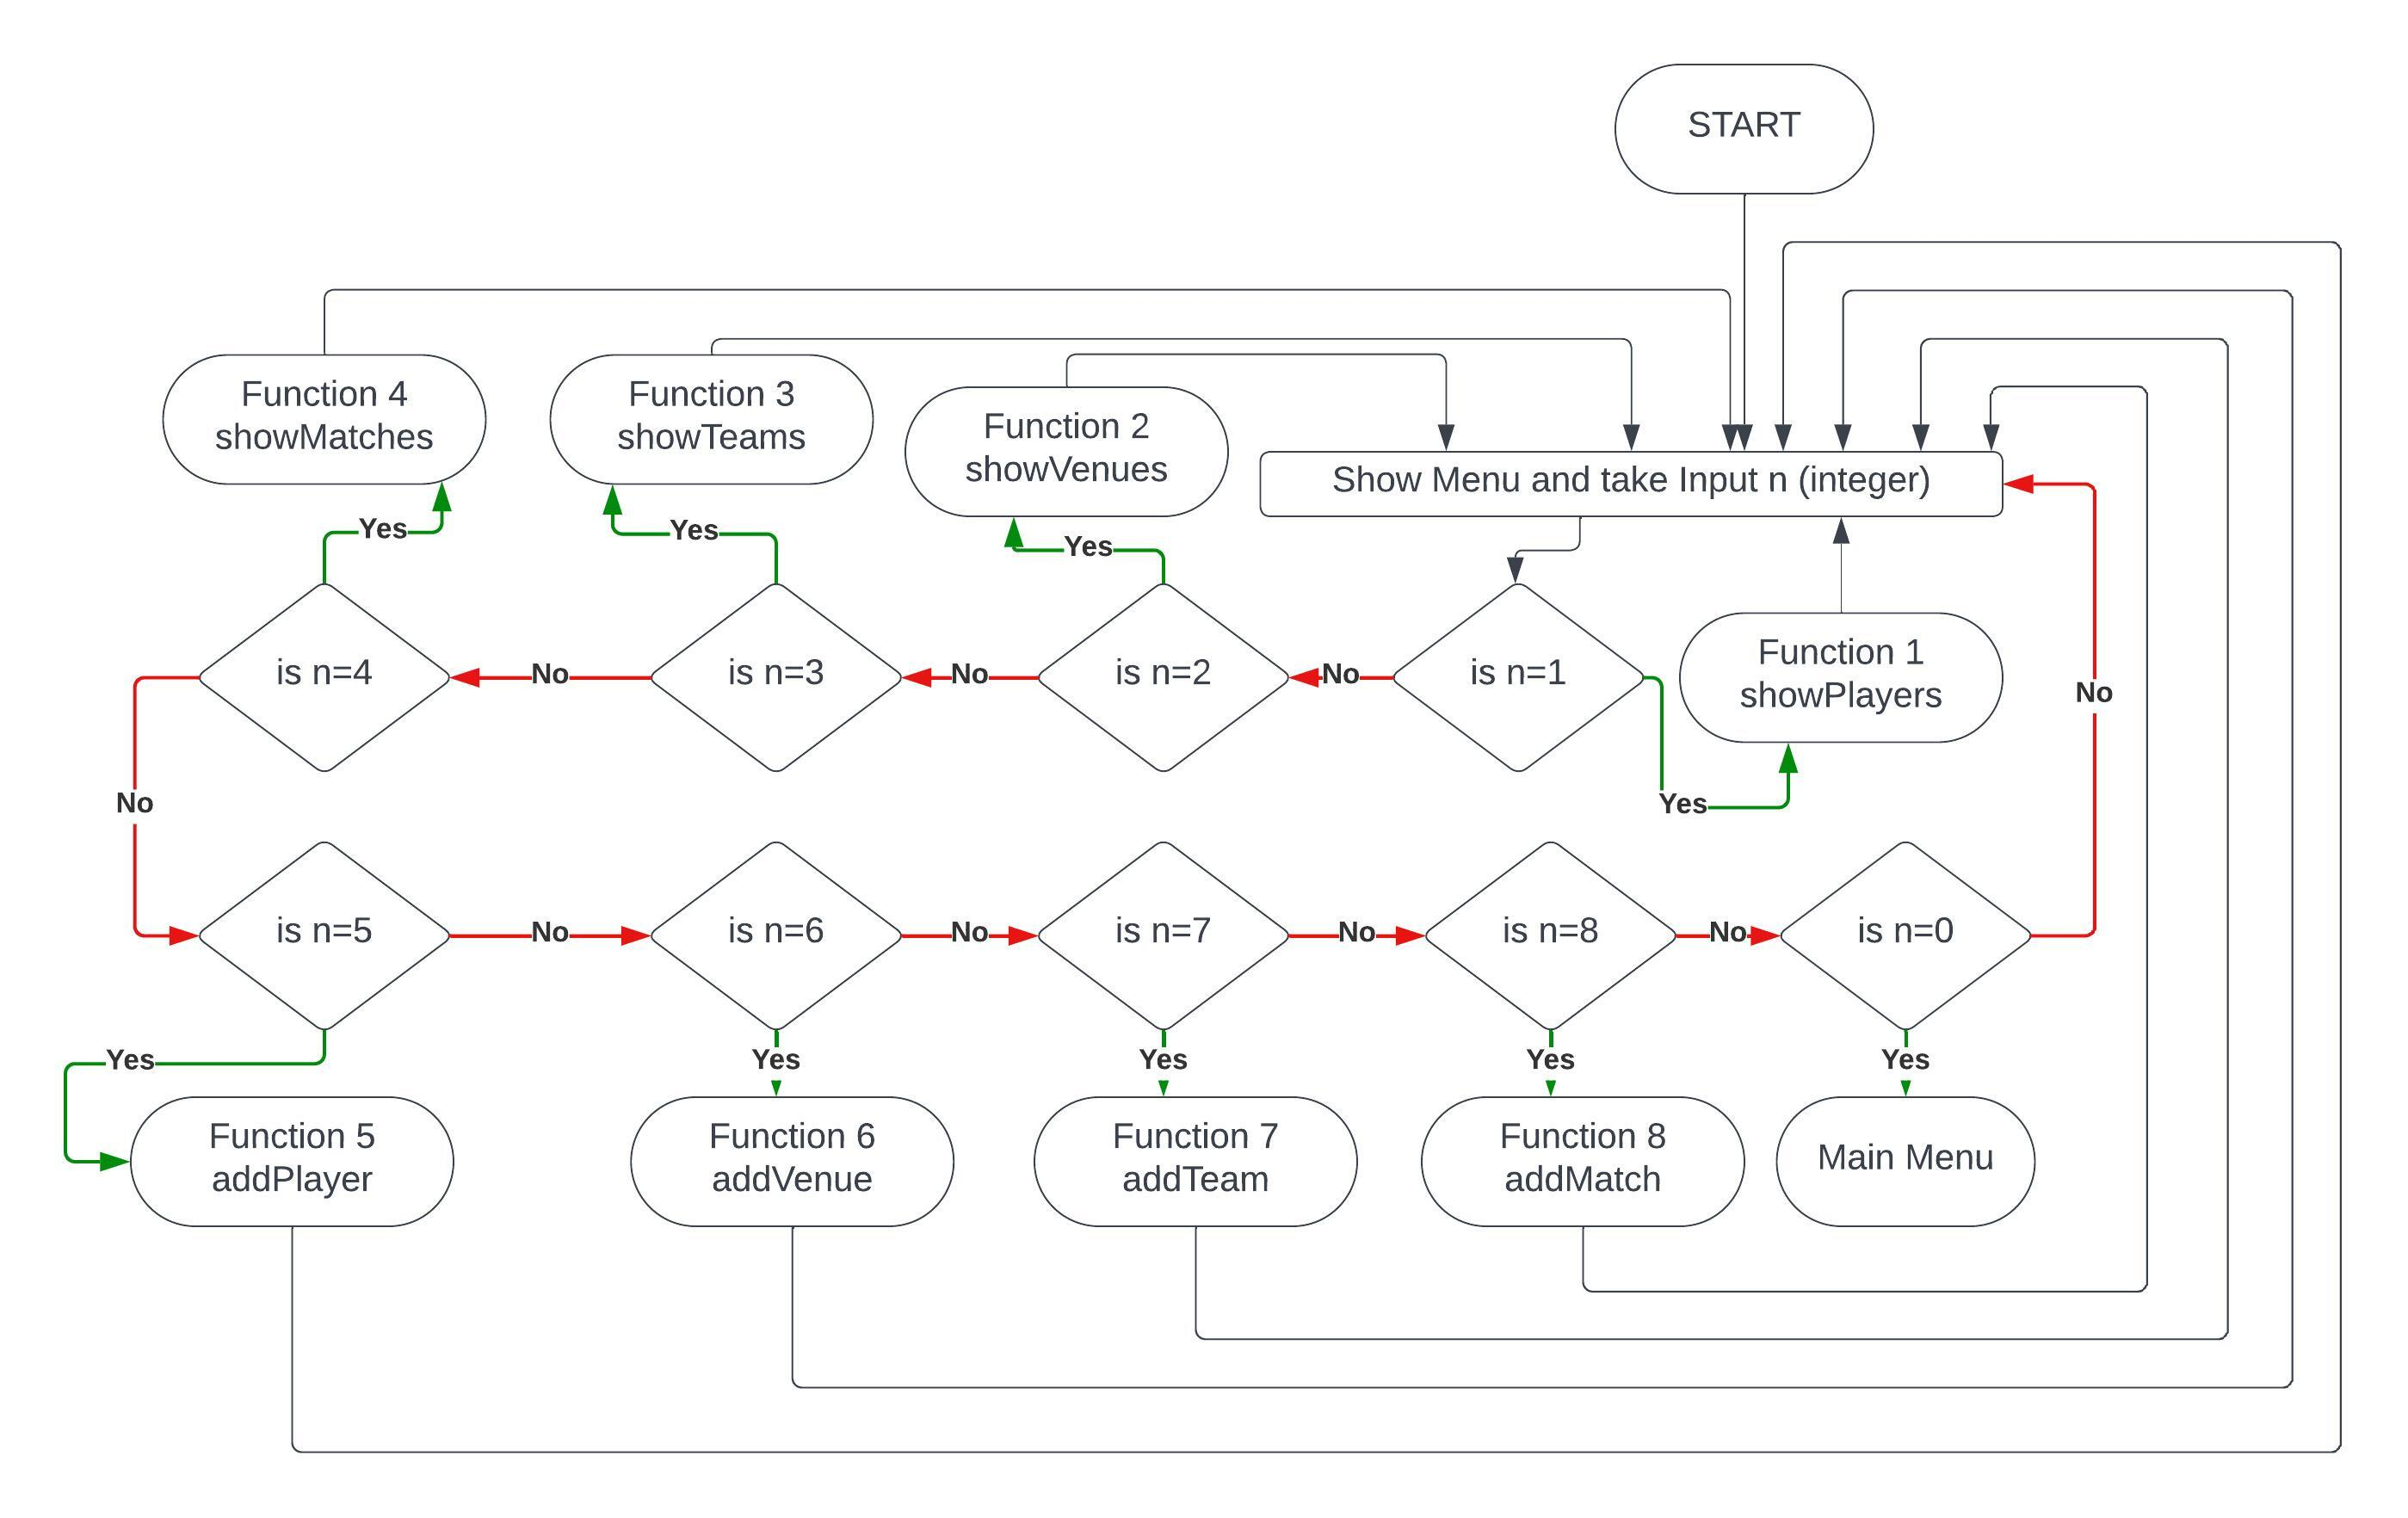 START
Function 4
showMatches
Function 3
showTeams
Function 2
showVenues
Show Menu and take Input n (integer)
Yes
Yes
Yes
is n=4
No
is n=3
No
is n=2
No
is n=1
Function 1
showPlayers
No
No
Yes
is n=5
No
is n=6
No
is n=7
No
is n=8
No
is n=0
Yes
Yes
Yes
Yes
Yes
Function 5
addPlayer
Function 6
addVenue
Function 7
addTeam
Function 8
addMatch
Main Menu